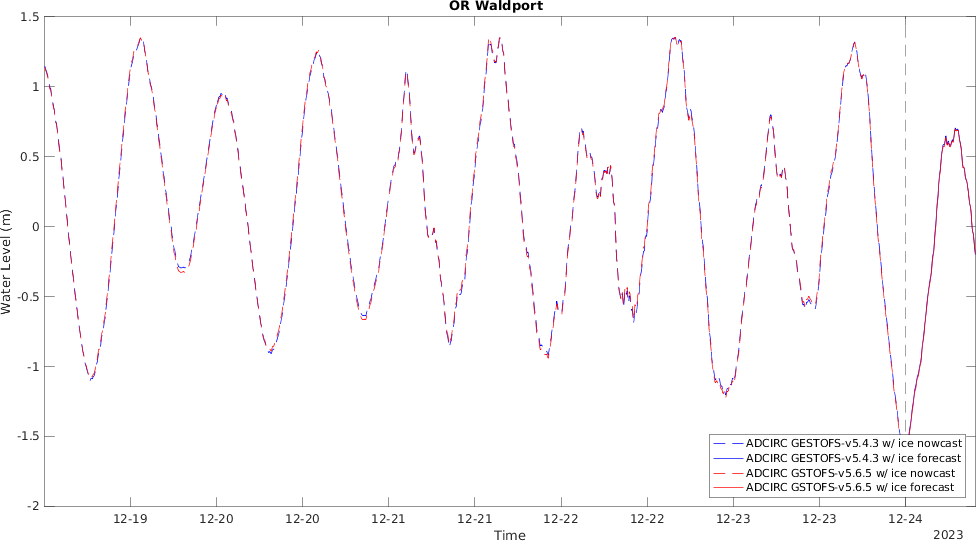 OR Waldport
1.5
1
0.5
0
-0.5
-1
-1.5
-2
Water Level (m)
ADCIRC GESTOFS-v5.4.3 w/ ice nowcast
ADCIRC GESTOFS-v5.4.3 w/ ice forecast
ADCIRC GSTOFS-v5.6.5 w/ ice nowcast
ADCIRC GSTOFS-v5.6.5 w/ ice forecast
12-19 12-20 12-20 12-21 12-21 12-22 12-22 12-23 12-23 12-24
Time 2023